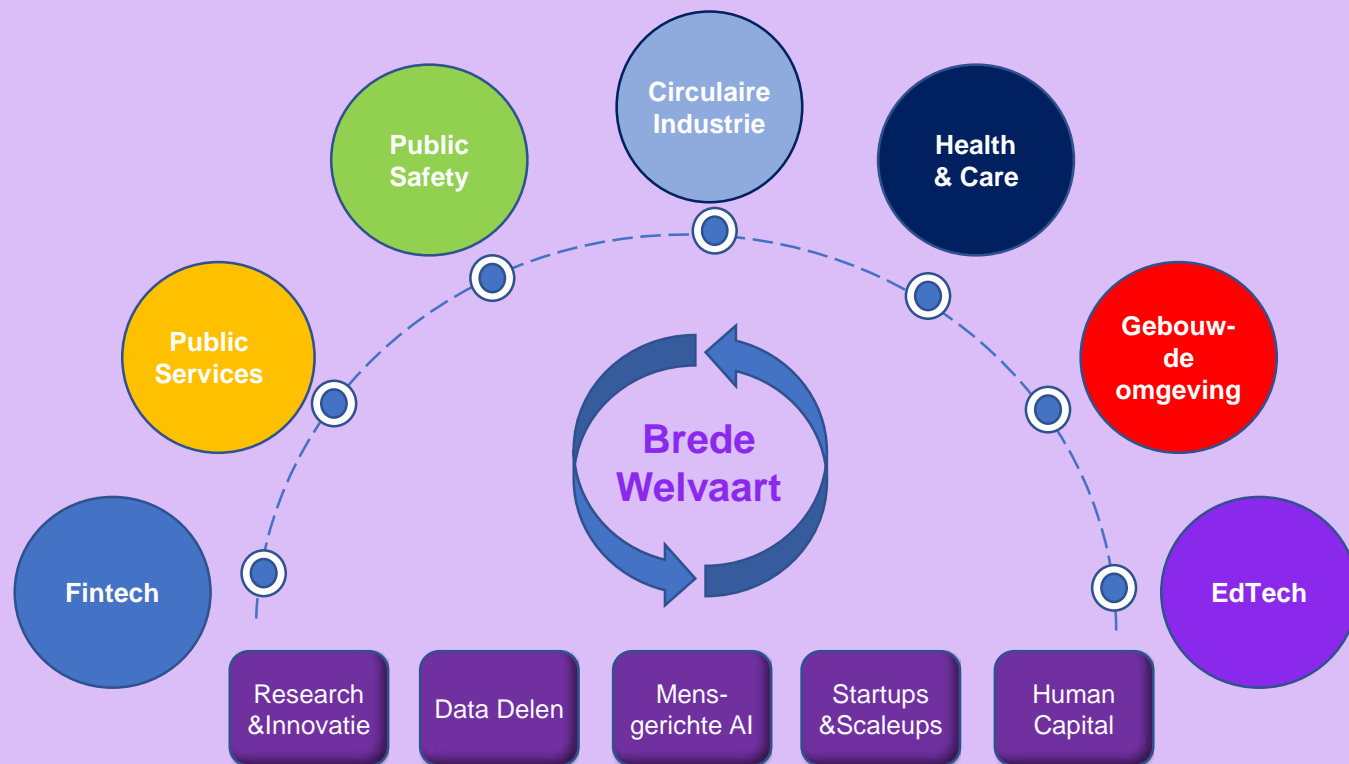 Circulaire
Industrie
Public
Safety
Health
& Care
Public
Services
Gebouw-
de
omgeving
Brede
Welvaart
Fintech
EdTech
Research
&Innovatie
Data Delen
Mens-
gerichte AI
Startups
&Scaleups
Human
Capital